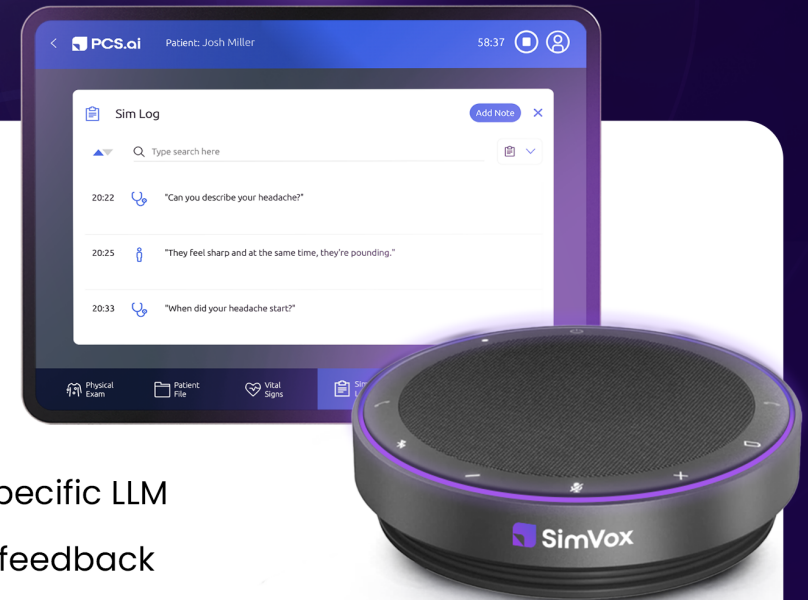 PCS.ai Patient: Josh Miller 58:37
Sim Log Add Note
Type search here
20:22 "Can you describe your headache?"
20:25 "They feel sharp and at the same time, they're pounding."
20:33 "When did your headache start?"
Physical Exam
Patient File
Vital Signs
SimVox
LLM
feedback